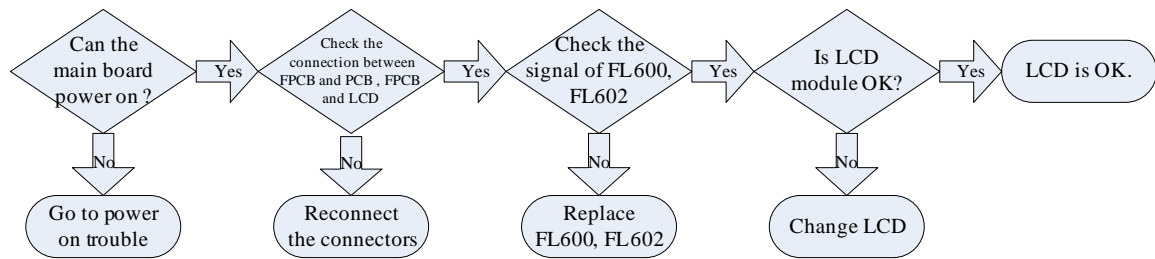 Can the
main board
power on ?
Yes
Check the
connection between
FPCB and PCB , FPCB
and LCD
Yes
Check the
signal of FL600,
FL602
Yes
Is LCD
module OK?
Yes
LCD is OK.
No
No
No
No
Go to power
on trouble
Reconnect
the connectors
Replace
FL600, FL602
Change LCD